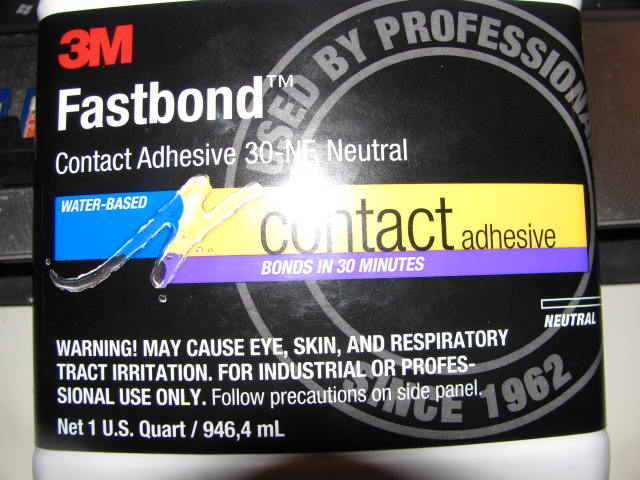 3M
USED BY PROFESSIONA
Fastbond™
Contact Adhesive 30-NF Neutral
WATER-BASED
contact adhesive
BONDS IN 30 MINUTES
NEUTRAL
WARNING! MAY CAUSE EYE, SKIN, AND RESPIRATORY
TRACT IRRITATION. FOR INDUSTRIAL OR PROFES-
SIONAL USE ONLY. Follow precautions on side panel.
SINCE 1962
Net 1 U.S. Quart / 946,4 mL